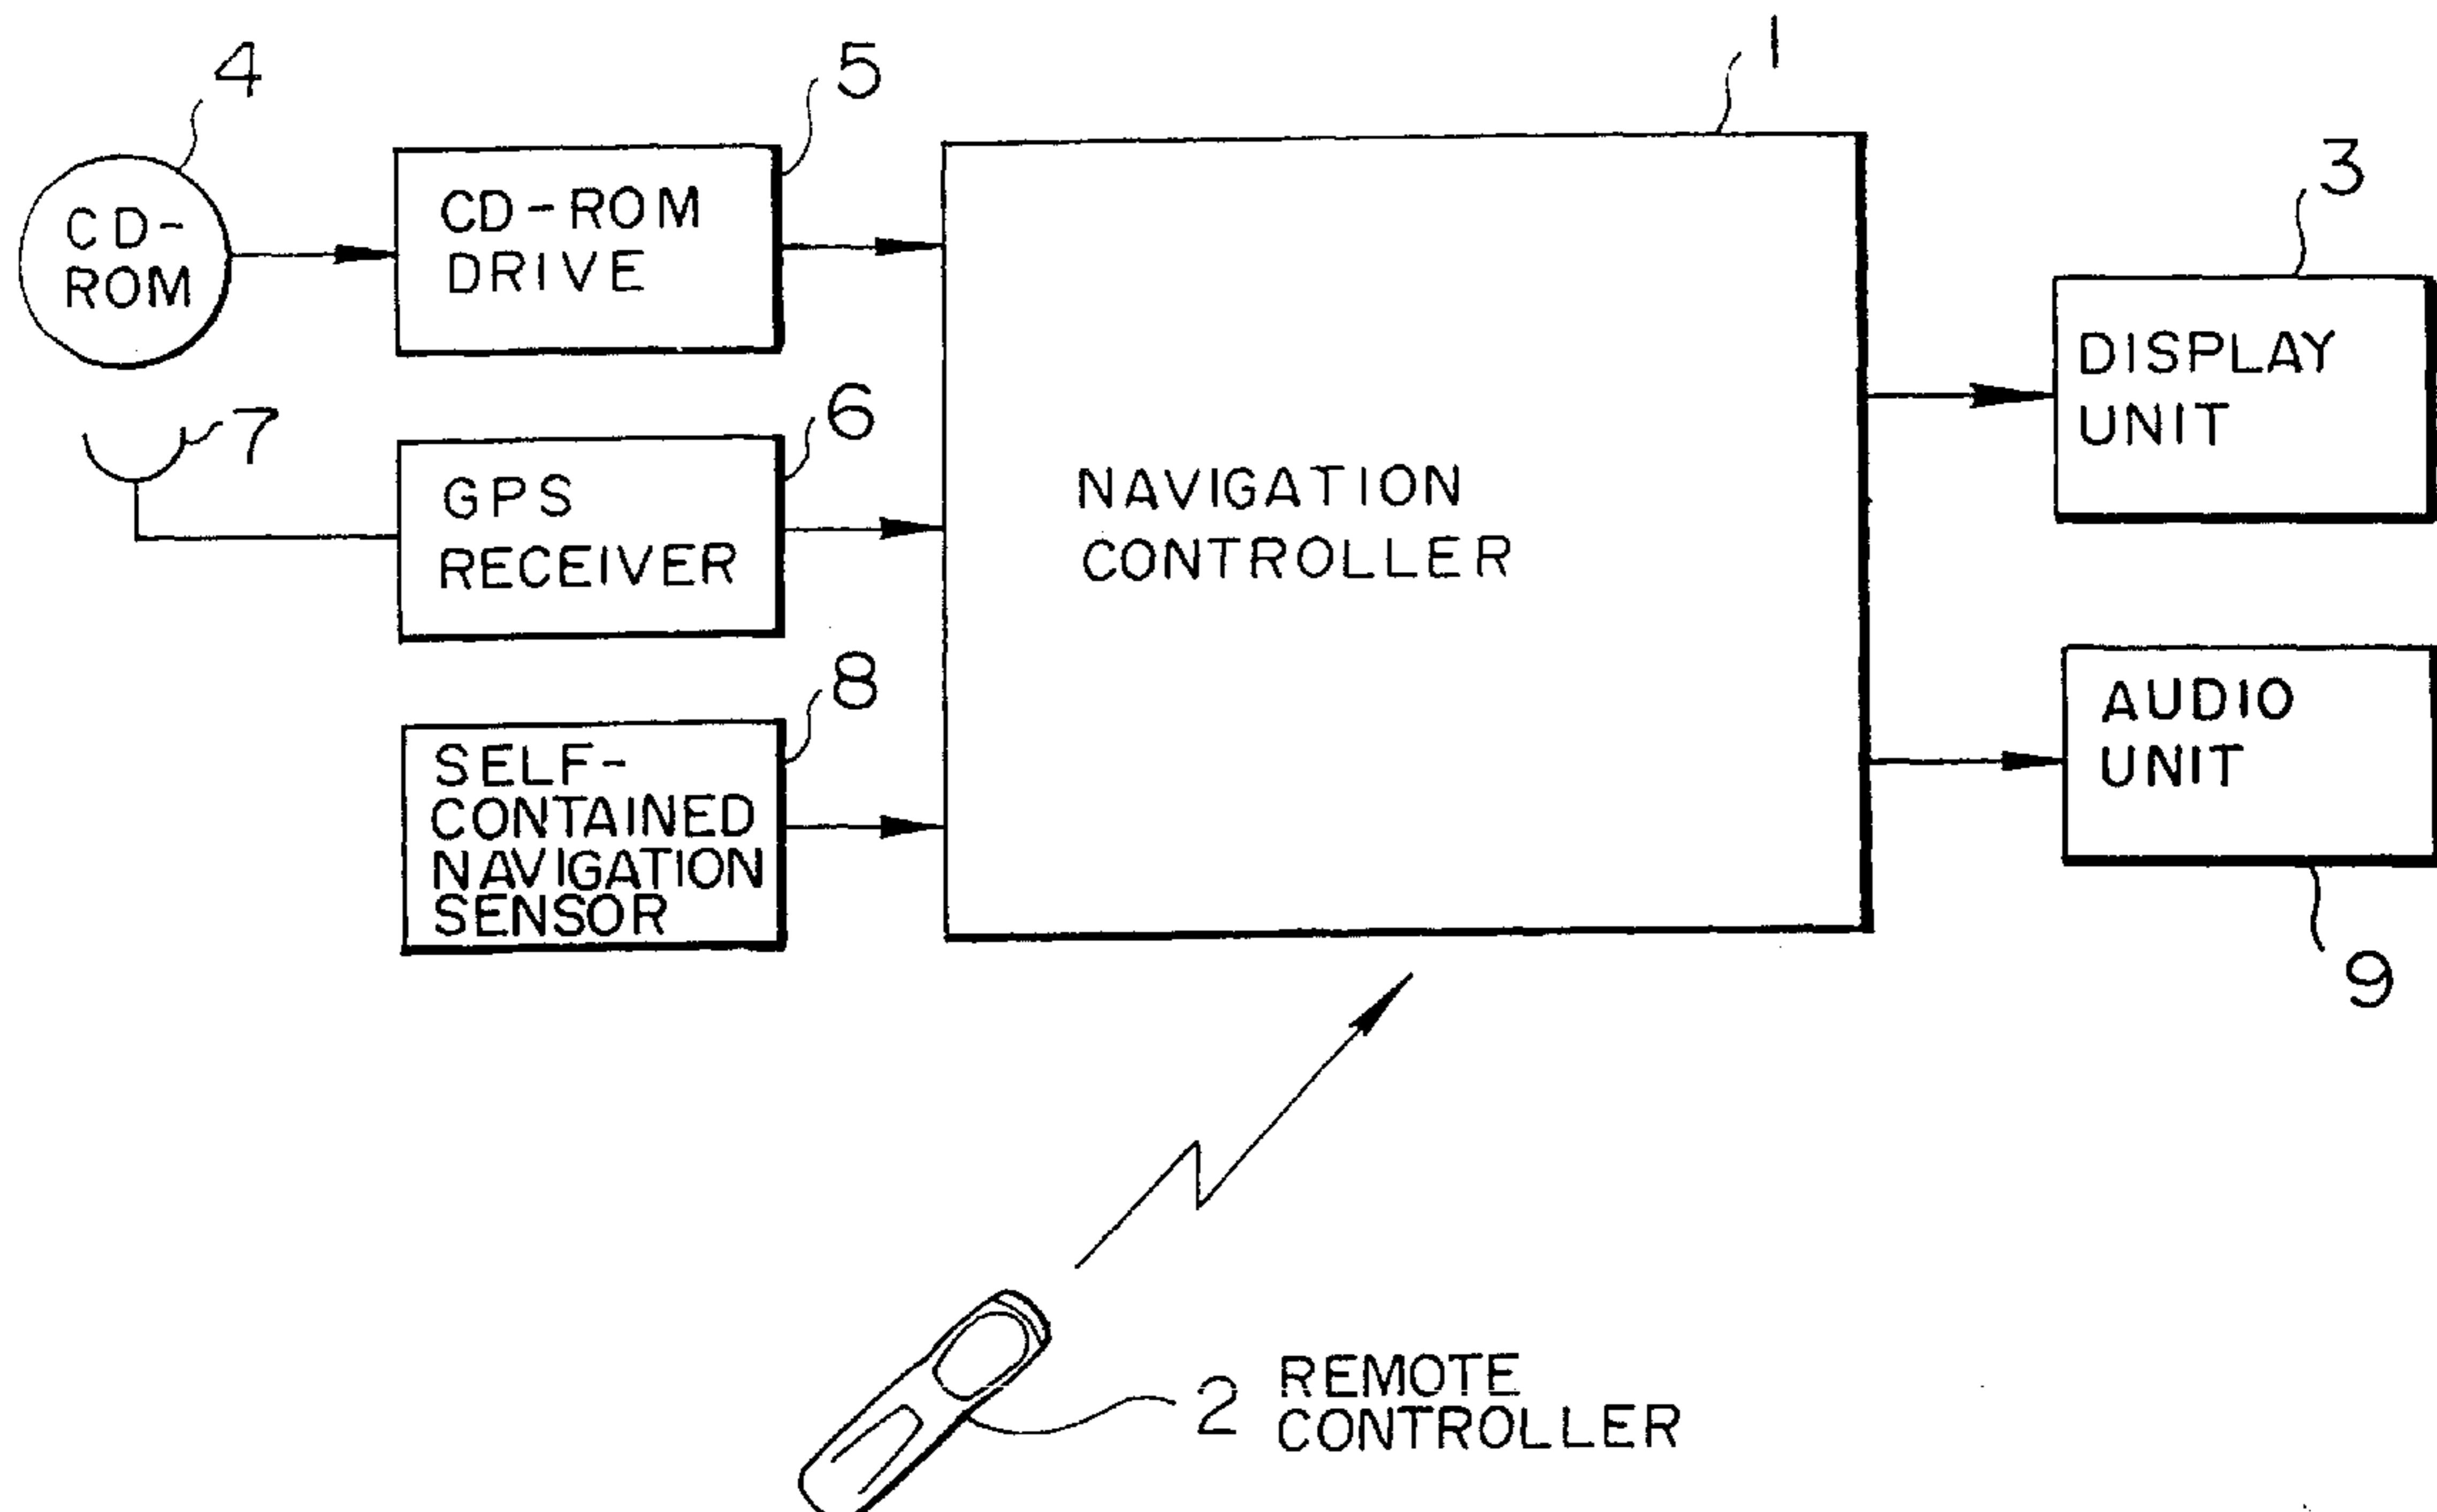 4
CD-
ROM
5
CD-ROM
DRIVE
7
6
GPS
RECEIVER
8
SELF-
CONTAINED
NAVIGATION
SENSOR
1
NAVIGATION
CONTROLLER
3
DISPLAY
UNIT
AUDIO
UNIT
9
2 REMOTE
CONTROLLER